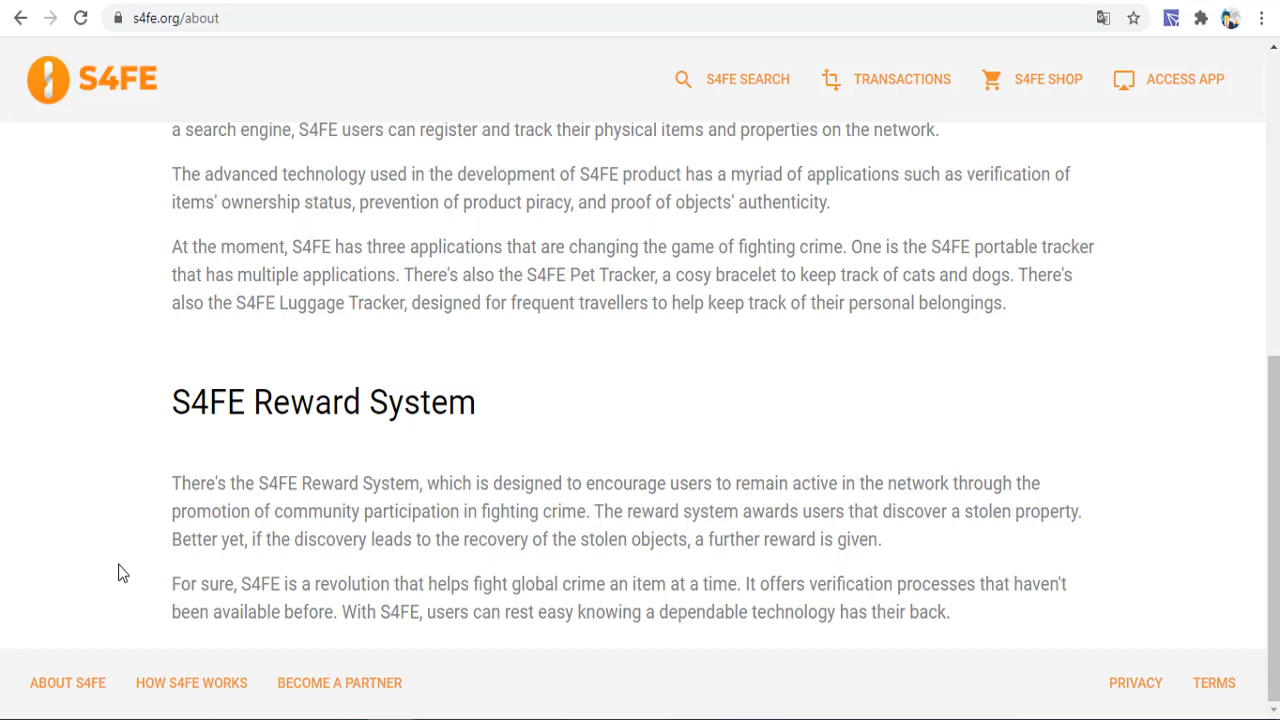 s4fe.org/about
S4FE
S4FE SEARCH
TRANSACTIONS
S4FE SHOP
ACCESS APP
a search engine, S4FE users can register and track their physical items and properties on the network.
The advanced technology used in the development of S4FE product has a myriad of applications such as verification of
items' ownership status, prevention of product piracy, and proof of objects' authenticity.
At the moment, S4FE has three applications that are changing the game of fighting crime. One is the S4FE portable tracker
that has multiple applications. There's also the S4FE Pet Tracker, a cosy bracelet to keep track of cats and dogs. There's
also the S4FE Luggage Tracker, designed for frequent travellers to help keep track of their personal belongings.
S4FE Reward System
There's the S4FE Reward System, which is designed to encourage users to remain active in the network through the
promotion of community participation in fighting crime. The reward system awards users that discover a stolen property.
Better yet, if the discovery leads to the recovery of the stolen objects, a further reward is given.
For sure, S4FE is a revolution that helps fight global crime an item at a time. It offers verification processes that haven't
been available before. With S4FE, users can rest easy knowing a dependable technology has their back.
ABOUT S4FE
HOW S4FE WORKS
BECOME A PARTNER
PRIVACY
TERMS